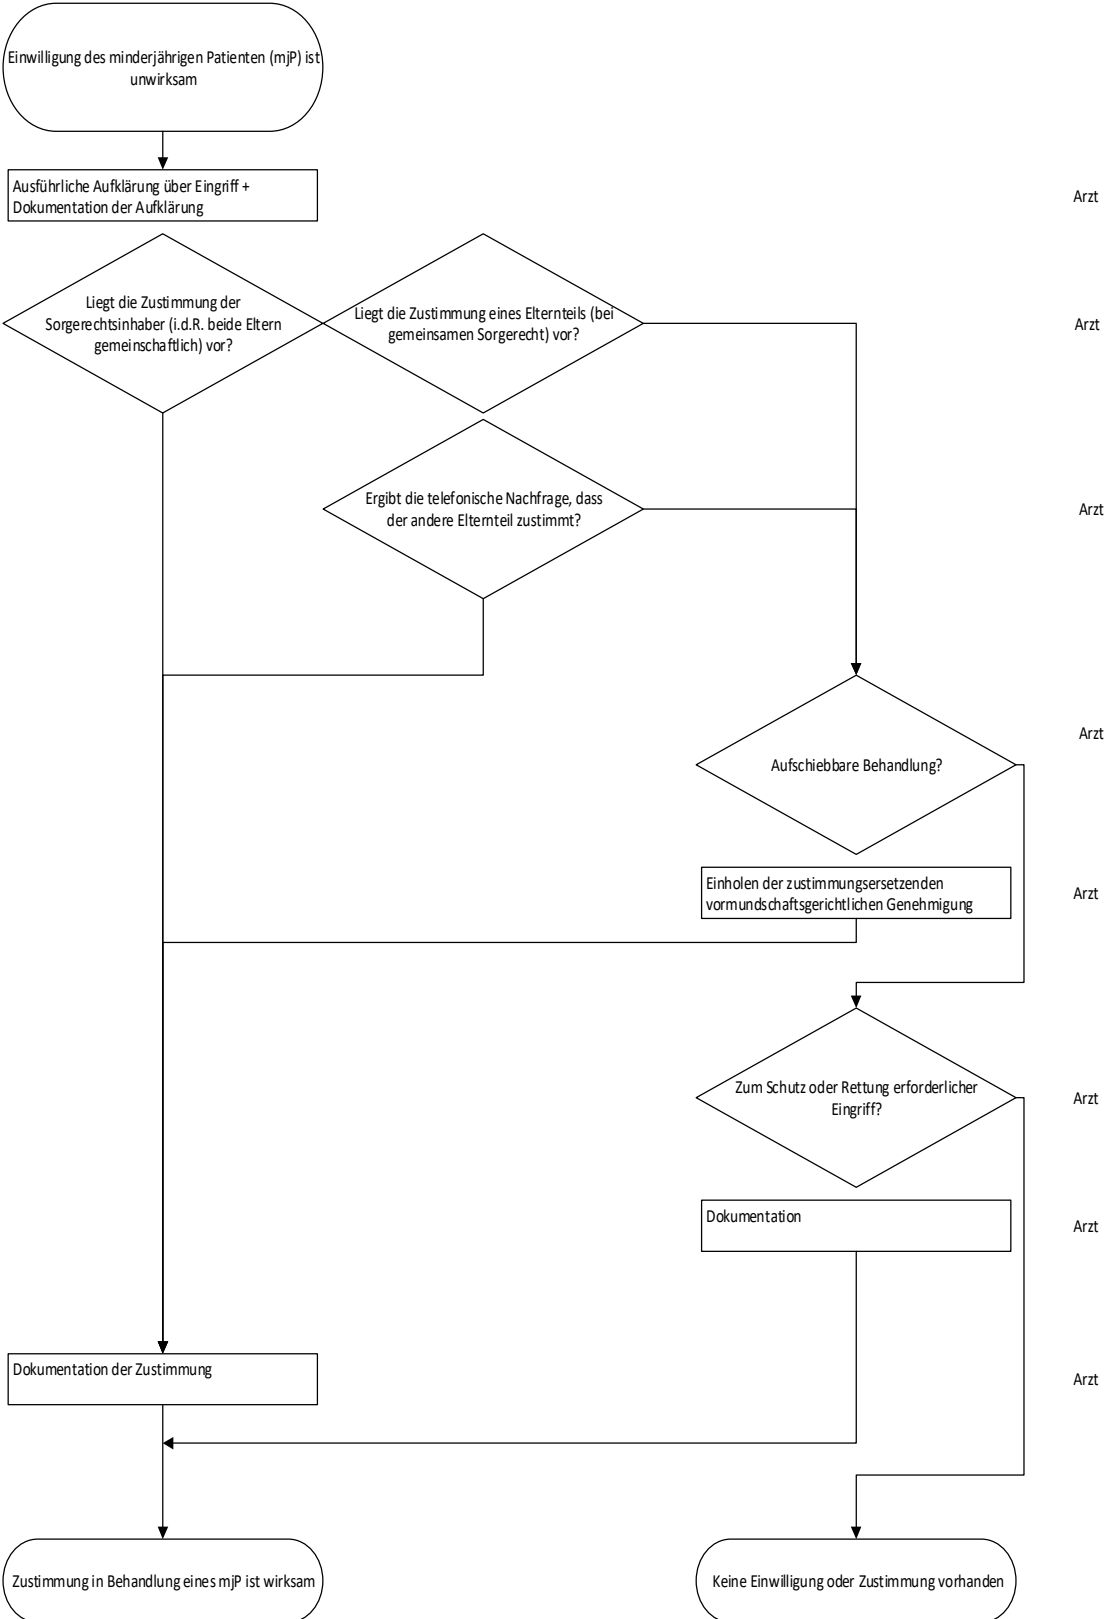 Einwilligung des minderjährigen Patienten (mjP) ist
unwirksam
Ausführliche Aufklärung über Eingriff +
Dokumentation der Aufklärung
Arzt
Liegt die Zustimmung der
Sorgerechtsinhaber (i.d.R. beide Eltern
gemeinschaftlich) vor?
Liegt die Zustimmung eines Elternteils (bei
gemeinsamen Sorgerecht) vor?
Arzt
Ergibt die telefonische Nachfrage, dass
der andere Elternteil zustimmt?
Arzt
Aufschiebbare Behandlung?
Arzt
Einholen der zustimmungsersetzenden
vormundschaftsgerichtlichen Genehmigung
Arzt
Zum Schutz oder Rettung erforderlicher
Eingriff?
Arzt
Dokumentation
Arzt
Dokumentation der Zustimmung
Arzt
Zustimmung in Behandlung eines mjP ist wirksam
Keine Einwilligung oder Zustimmung vorhanden